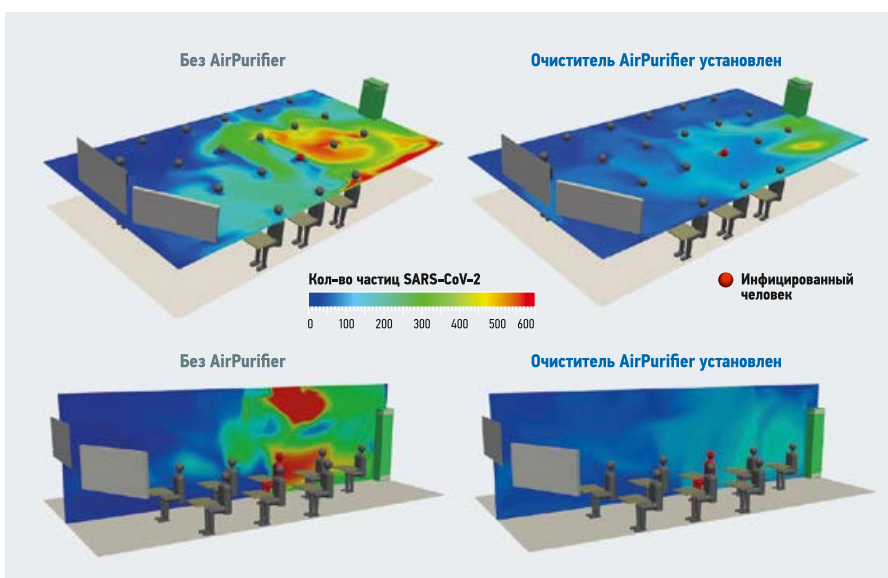 Без AirPurifier
Очиститель AirPurifier установлен
Кол-во частиц SARS-CoV-2
0 100 200 300 400 500 600
Инфицированный
человек
Без AirPurifier
Очиститель AirPurifier установлен